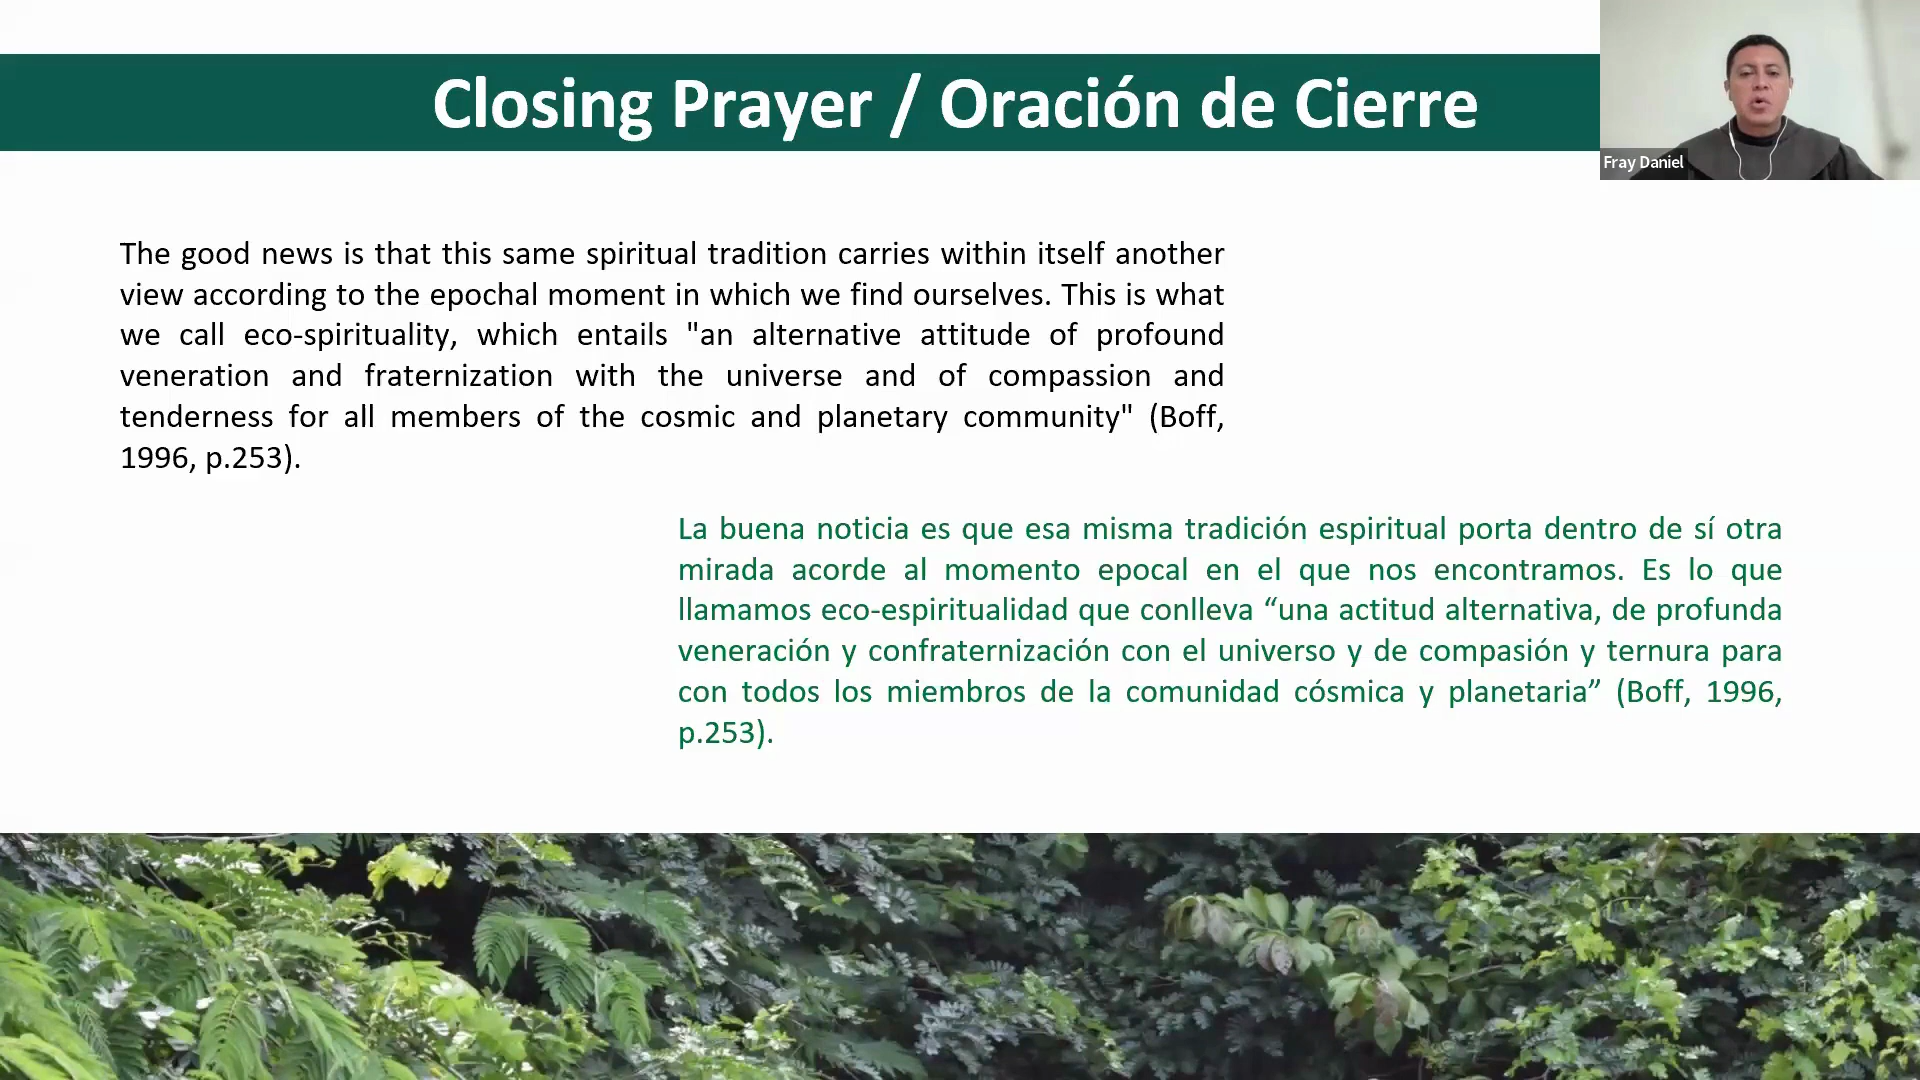 Closing Prayer / Oración de Cierre
Fray Daniel
The good news is that this same spiritual tradition carries within itself another
view according to the epochal moment in which we find ourselves. This is what
we call eco-spirituality, which entails "an alternative attitude of profound
veneration and fraternization with the universe and of compassion and
tenderness for all members of the cosmic and planetary community" (Boff,
1996, p.253).
La buena noticia es que esa misma tradición espiritual porta dentro de sí otra
mirada acorde al momento epocal en el que nos encontramos. Es lo que
llamamos eco-espiritualidad que conlleva “una actitud alternativa, de profunda
veneración y confraternización con el universo y de compasión y ternura para
con todos los miembros de la comunidad cósmica y planetaria” (Boff, 1996,
p.253).